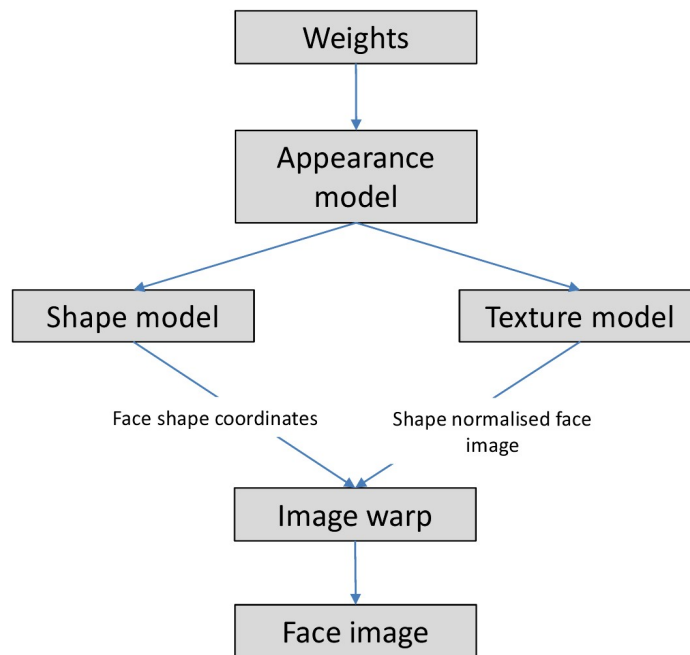 Weights
Appearance
model
Shape model
Texture model
Face shape coordinates
Shape normalised face
image
Image warp
Face image